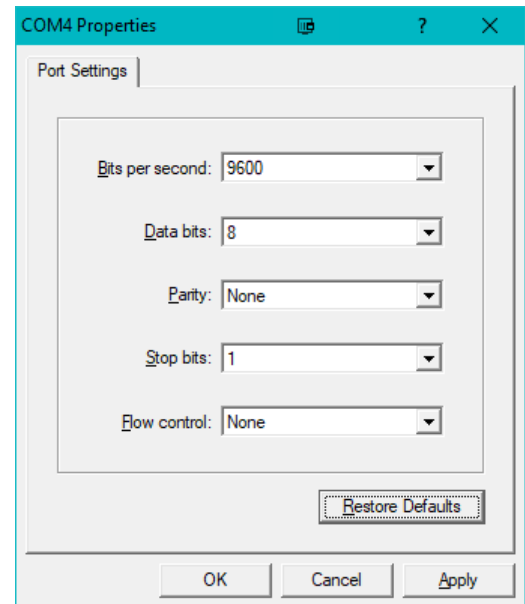 COM4 Properties ?
Port Settings
Bits per second: 9600
Data bits: 8
Parity: None
Stop bits: 1
Flow control: None
Restore Defaults
OK Cancel Apply